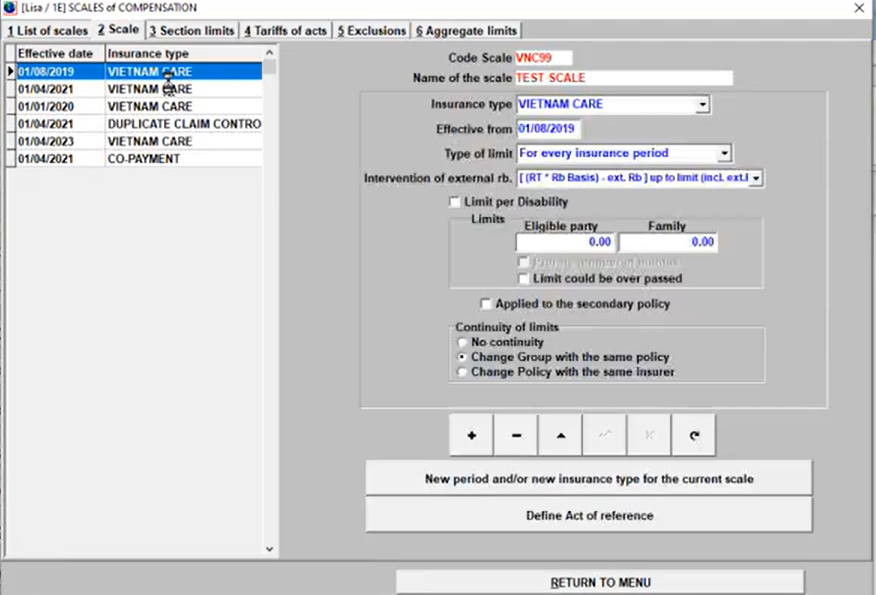 [Lisa / 1E] SCALES of COMPENSATION
1 List of scales 2 Scale 3 Section limits 4 Tariffs of acts 5 Exclusions 6 Aggregate limits
Effective date Insurance type
01/08/2019 VIETNAM CARE
01/04/2021 VIETNAM CARE
01/01/2020 VIETNAM CARE
01/04/2021 DUPLICATE CLAIM CONTRO
01/04/2023 VIETNAM CARE
01/04/2021 CO-PAYMENT
Code Scale VNC99
Name of the scale TEST SCALE
Insurance type VIETNAM CARE
Effective from 01/08/2019
Type of limit For every insurance period
Intervention of external rb. [ (RT * Rb Basis) - ext. Rb ] up to limit (incl. ext.
Limit per Disability
Limits
Eligible party Family
0.00 0.00
Limit could be over passed
Applied to the secondary policy
Continuity of limits
No continuity
Change Group with the same policy
Change Policy with the same insurer
New period and/or new insurance type for the current scale
Define Act of reference
RETURN TO MENU